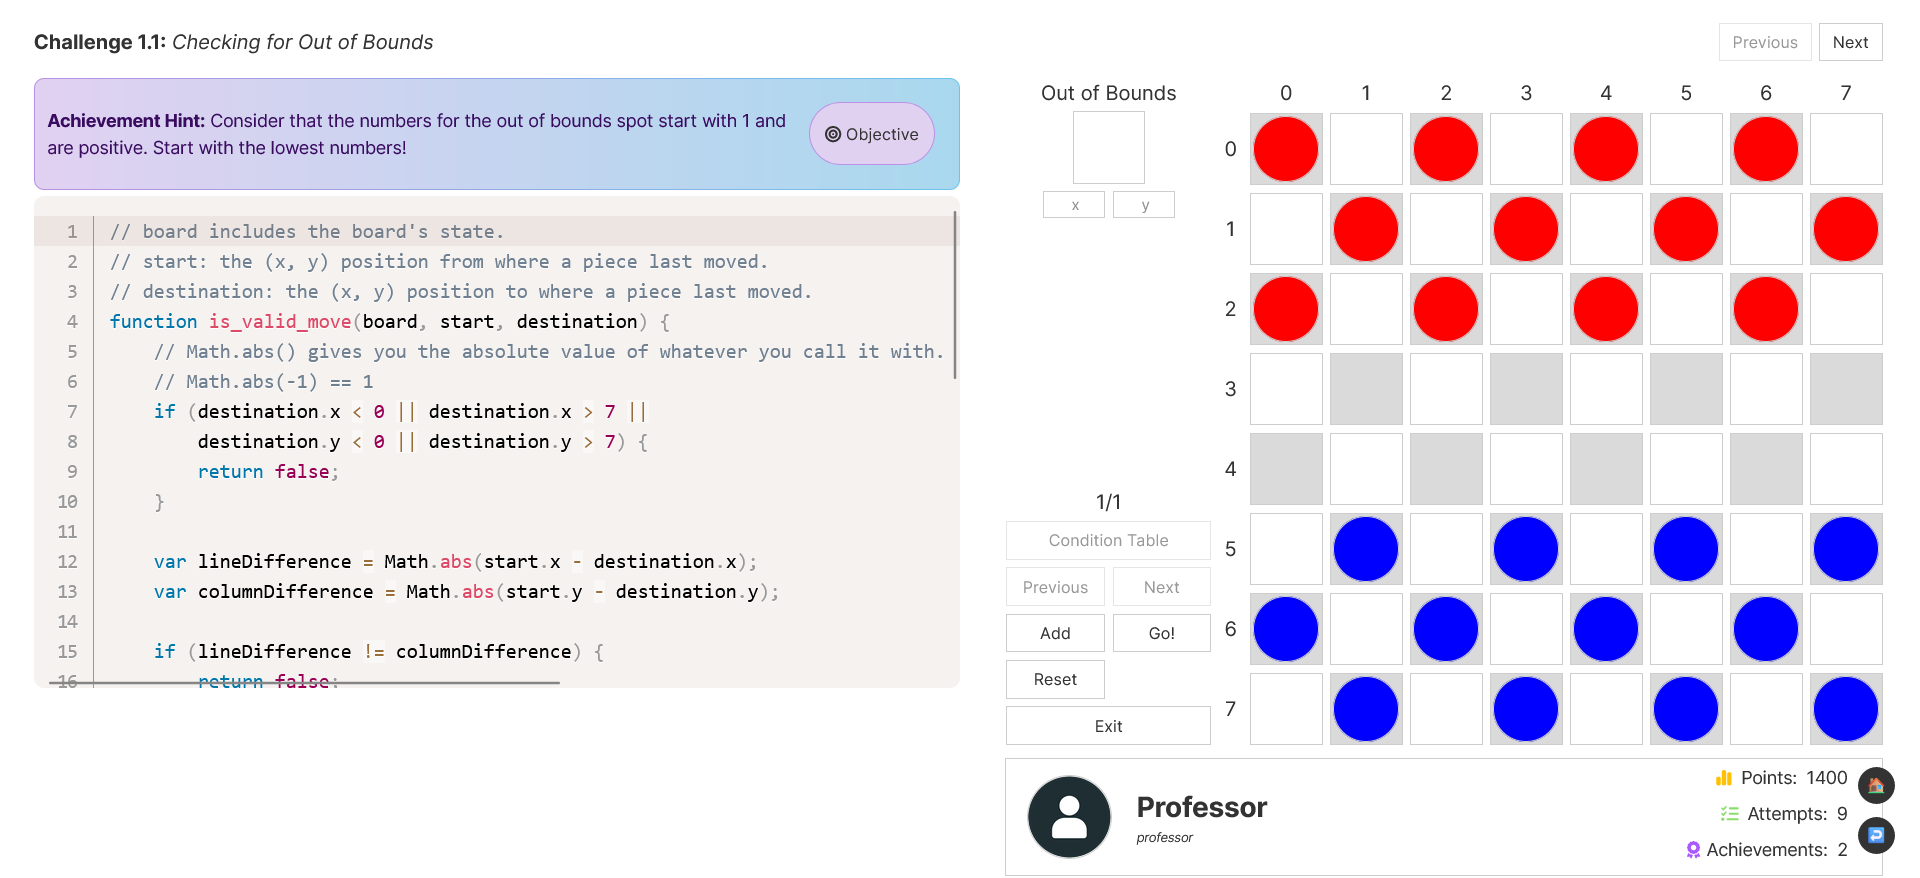 Challenge 1.1: Checking for Out of Bounds
Previous
Next
Achievement Hint: Consider that the numbers for the out of bounds spot start with 1 and
are positive. Start with the lowest numbers!
Objective
1 // board includes the board's state.
2 // start: the (x, y) position from where a piece last moved.
3 // destination: the (x, y) position to where a piece last moved.
4 function is_valid_move(board, start, destination) {
5 // Math.abs() gives you the absolute value of whatever you call it with.
6 // Math.abs(-1) == 1
7 if (destination.x < 0 || destination.x > 7 ||
8 destination.y < 0 || destination.y > 7) {
9 return false;
10 }
11
12 var lineDifference = Math.abs(start.x - destination.x);
13 var columnDifference = Math.abs(start.y - destination.y);
14
15 if (lineDifference != columnDifference) {
16 return false;
Out of Bounds
x y
1/1
Condition Table
Previous Next
Add Go!
Reset
Exit
0 1 2 3 4 5 6 7
0
1
2
3
4
5
6
7
Professor
professor
Points: 1400
Attempts: 9
Achievements: 2